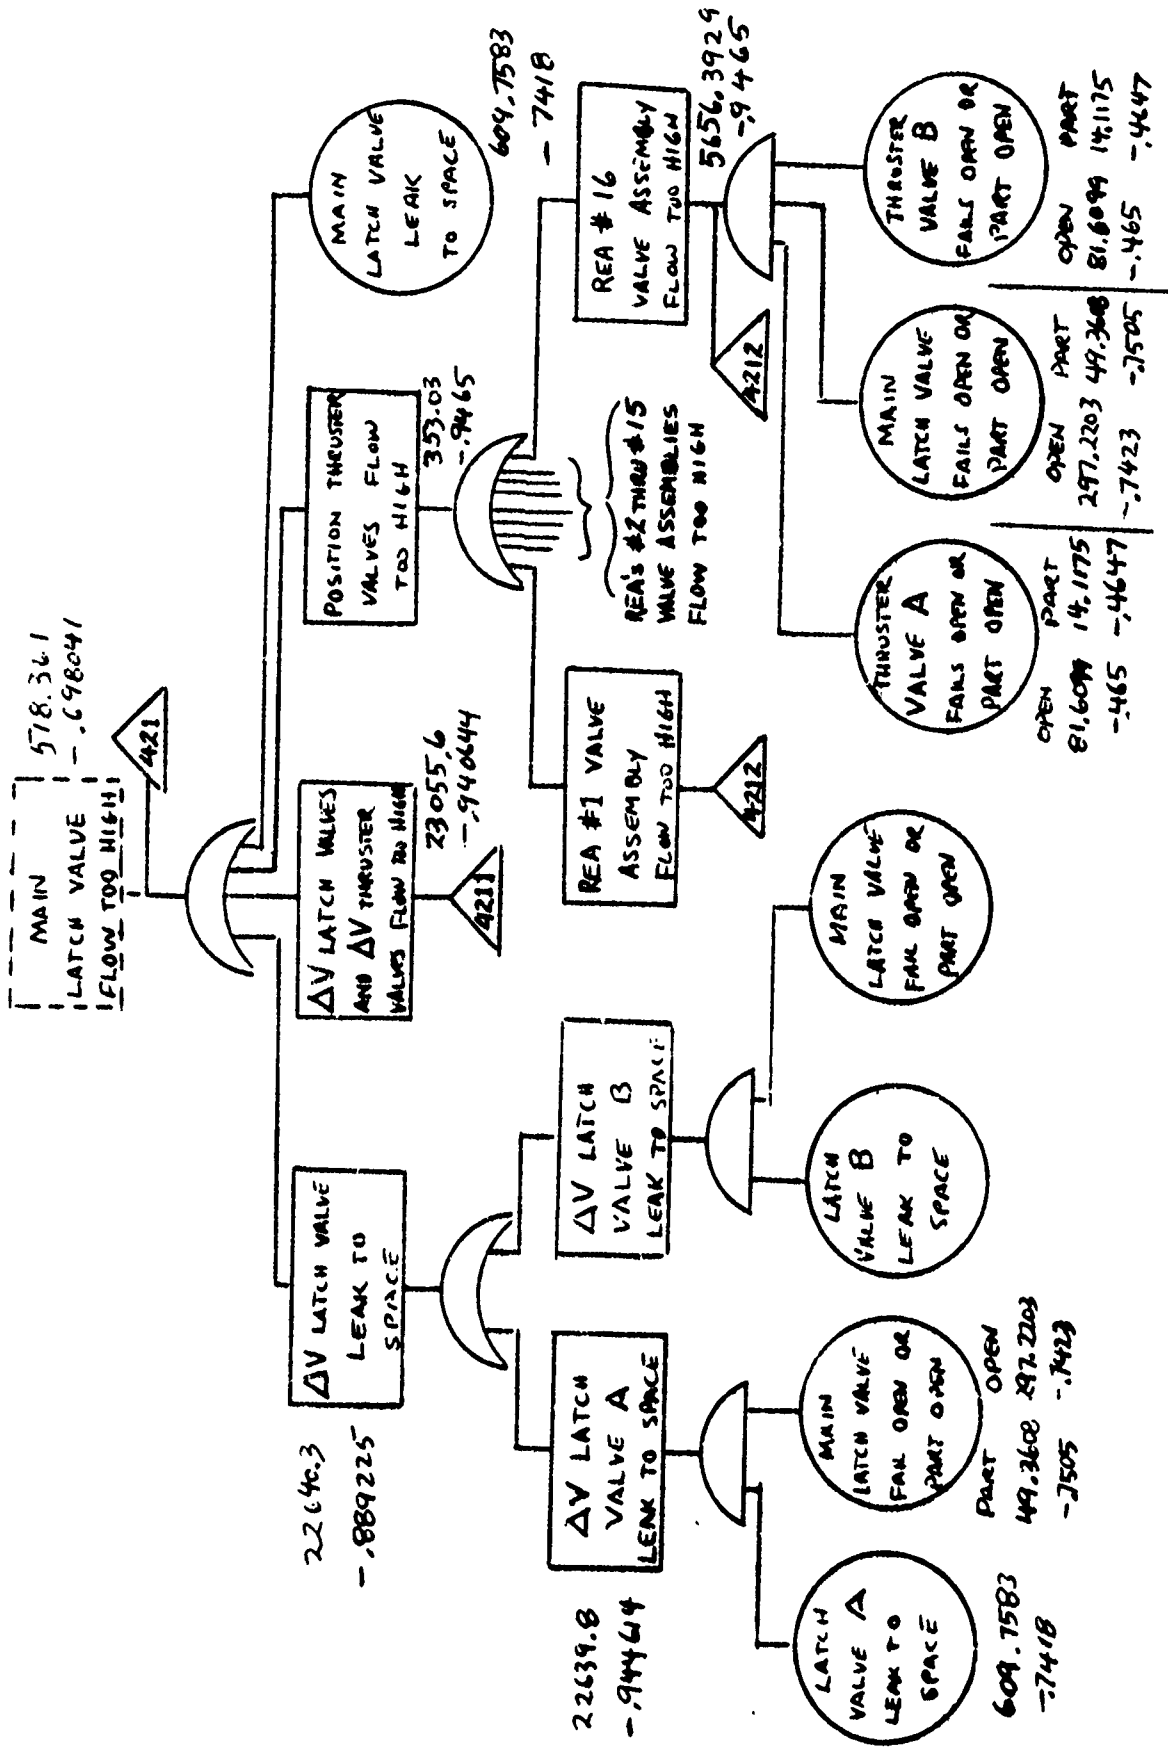 MAIN
LATCH VALVE
FLOW TOO HIGH
578.361
-.698041
421
ΔV LATCH VALVE
LEAK TO
SPACE
2264c.3
-.889225
ΔV LATCH VALVES
AND ΔV THRUSTER
VALVES FLOW TOO HIGH
23055.6
-.940644
4211
POSITION THRUSTER
VALVES FLOW
TOO HIGH
353.03
-.9465
MAIN
LATCH VALVE
LEAK
TO SPACE
609.7583
-.7418
ΔV LATCH
VALVE A
LEAK TO SPACE
22639.8
-.944614
ΔV LATCH
VALVE B
LEAK TO SPACE
REA #1 VALVE
ASSEMBLY
FLOW TOO HIGH
4212
REA'S #2 THRU #15
VALVE ASSEMBLIES
FLOW TOO HIGH
REA #16
VALVE ASSEMBLY
FLOW TOO HIGH
5656.3929
-.9465
4212
LATCH
VALVE A
LEAK TO
SPACE
609.7583
-.7418
MAIN
LATCH VALVE
FAIL OPEN OR
PART OPEN
PART OPEN
49.3608 297.2203
-.7505 -.7423
LATCH
VALVE B
LEAK TO
SPACE
MAIN
LATCH VALVE
FAIL OPEN OR
PART OPEN
THRUSTER
VALVE A
FAILS OPEN OR
PART OPEN
OPEN PART
81.6099 14.1175
-.465 -.4647
MAIN
LATCH VALVE
FAILS OPEN OR
PART OPEN
OPEN PART
297.2203 49.3608
-.7423 -.7505
THRUSTER
VALVE B
FAILS OPEN OR
PART OPEN
OPEN PART
81.6099 14.1175
-.465 -.4647